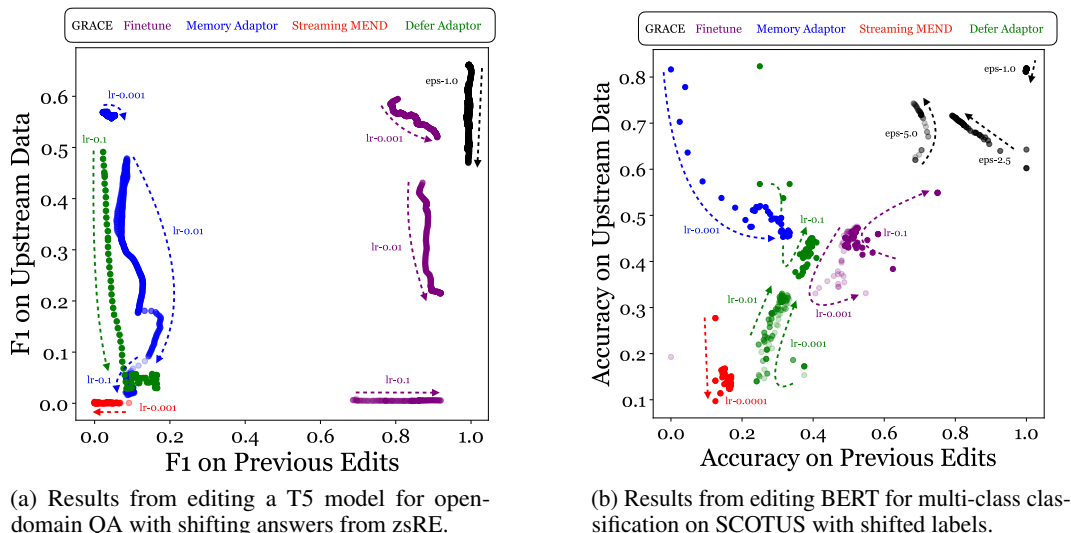 GRACE Finetune Memory Adaptor Streaming MEND Defer Adaptor
F1 on Upstream Data
0.6
0.5
0.4
0.3
0.2
0.1
0.0
0.0 0.2 0.4 0.6 0.8 1.0
F1 on Previous Edits
lr-0.001
lr-0.1
lr-0.01
lr-0.1
lr-0.001
eps-1.0
lr-0.001
lr-0.01
lr-0.1
(a) Results from editing a T5 model for open-
domain QA with shifting answers from zsRE.
GRACE Finetune Memory Adaptor Streaming MEND Defer Adaptor
Accuracy on Upstream Data
0.8
0.7
0.6
0.5
0.4
0.3
0.2
0.1
0.0 0.2 0.4 0.6 0.8 1.0
Accuracy on Previous Edits
eps-1.0
eps-5.0
eps-2.5
lr-0.001
lr-0.1
lr-0.1
lr-0.01
lr-0.001
lr-0.001
lr-0.0001
(b) Results from editing BERT for multi-class clas-
sification on SCOTUS with shifted labels.